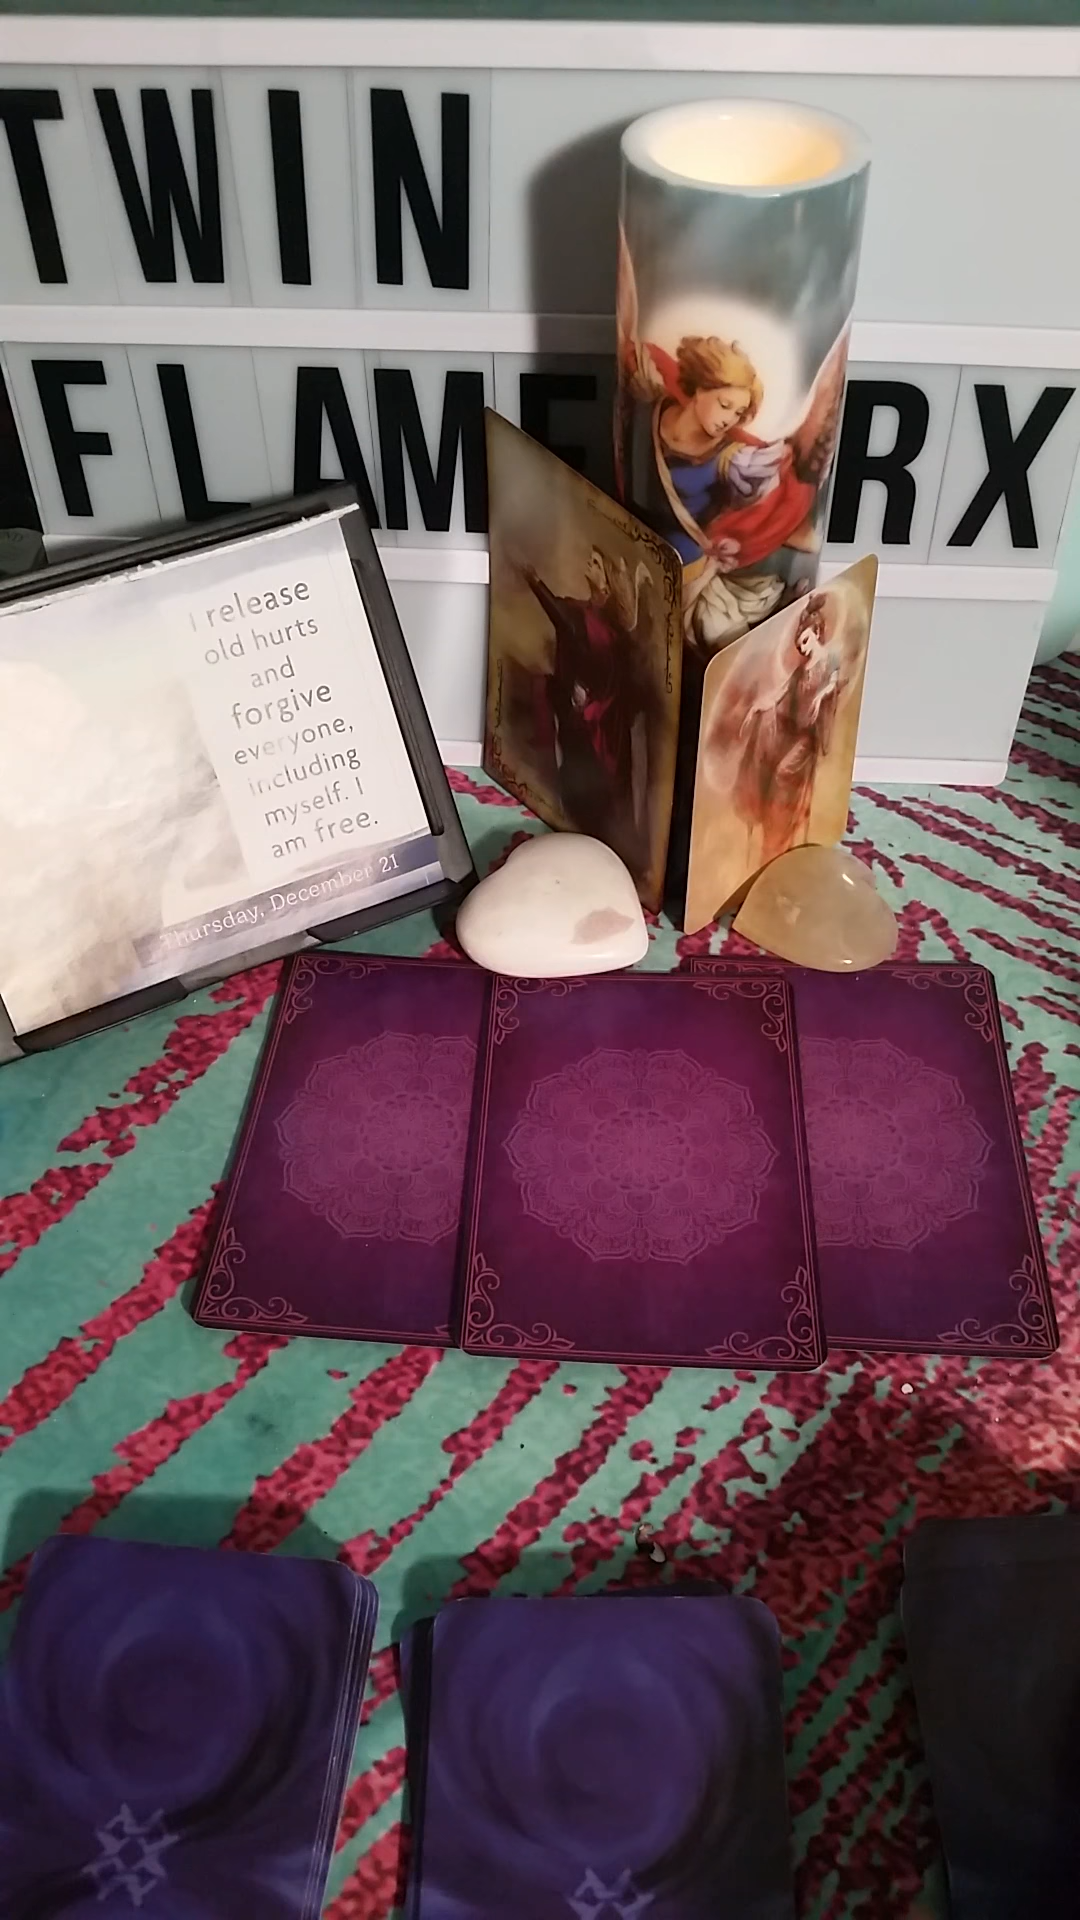 TWIN
FLAME RX
I release
old hurts
and
forgive
everyone,
including
myself. I
am free.
Thursday, December 21